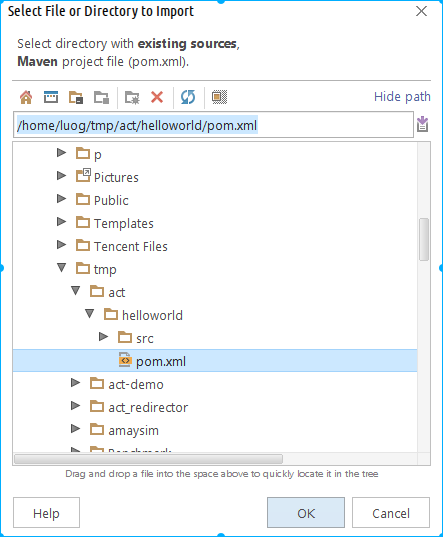 Select File or Directory to Import
Select directory with existing sources,
Maven project file (pom.xml).
Hide path
/home/luog/tmp/act/helloworld/pom.xml
p
Pictures
Public
Templates
Tencent Files
tmp
act
helloworld
src
pom.xml
act-demo
act_redirector
amaysim
Benchmark
Drag and drop a file into the space above to quickly locate it in the tree
Help
OK
Cancel